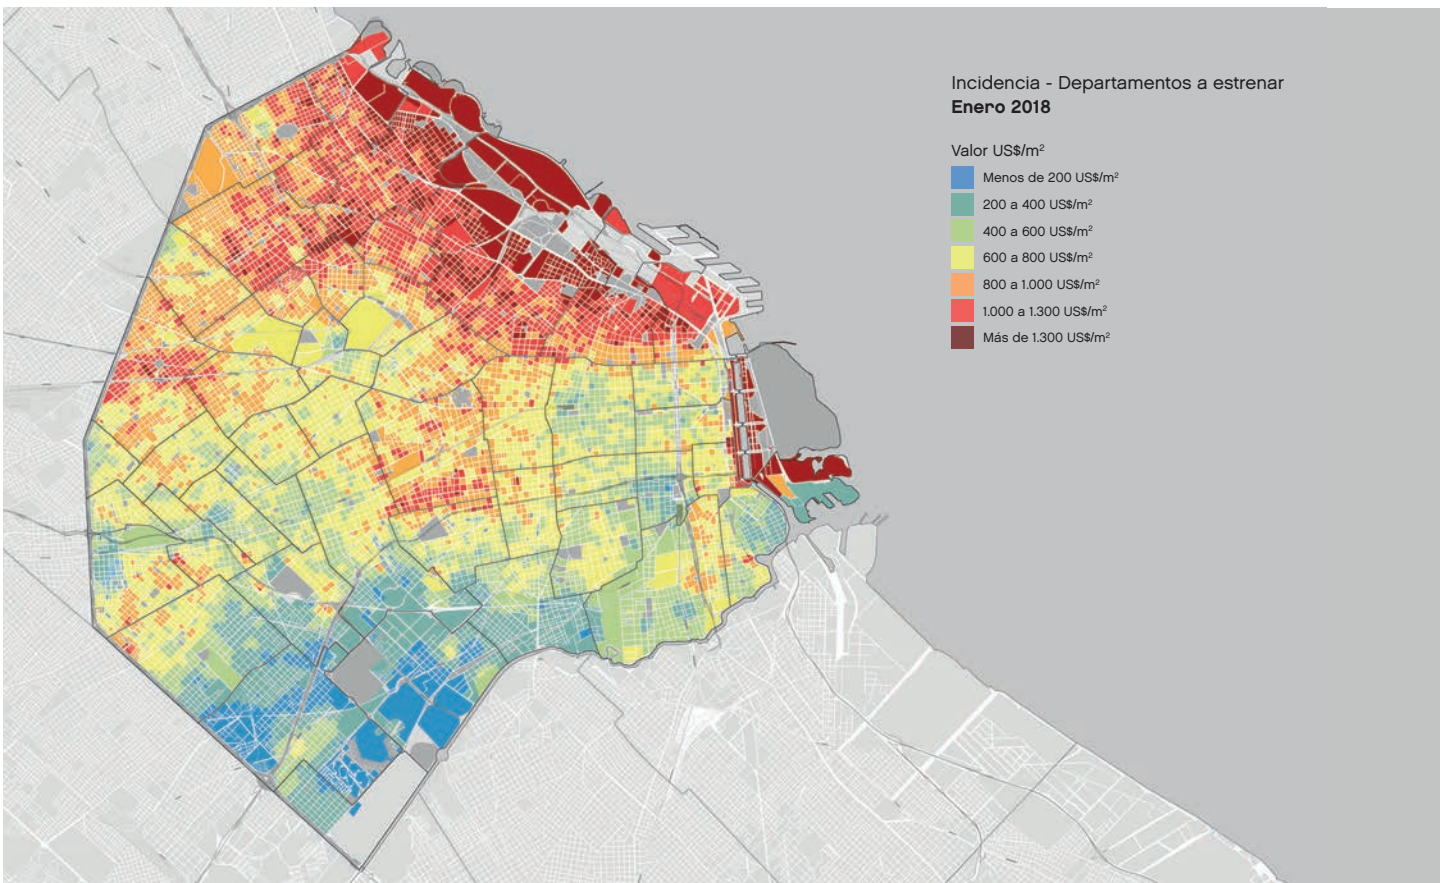 Incidencia - Departamentos a estrenar
Enero 2018
Valor US$/m²
Menos de 200 US$/m²
200 a 400 US$/m²
400 a 600 US$/m²
600 a 800 US$/m²
800 a 1.000 US$/m²
1.000 a 1.300 US$/m²
Más de 1.300 US$/m²